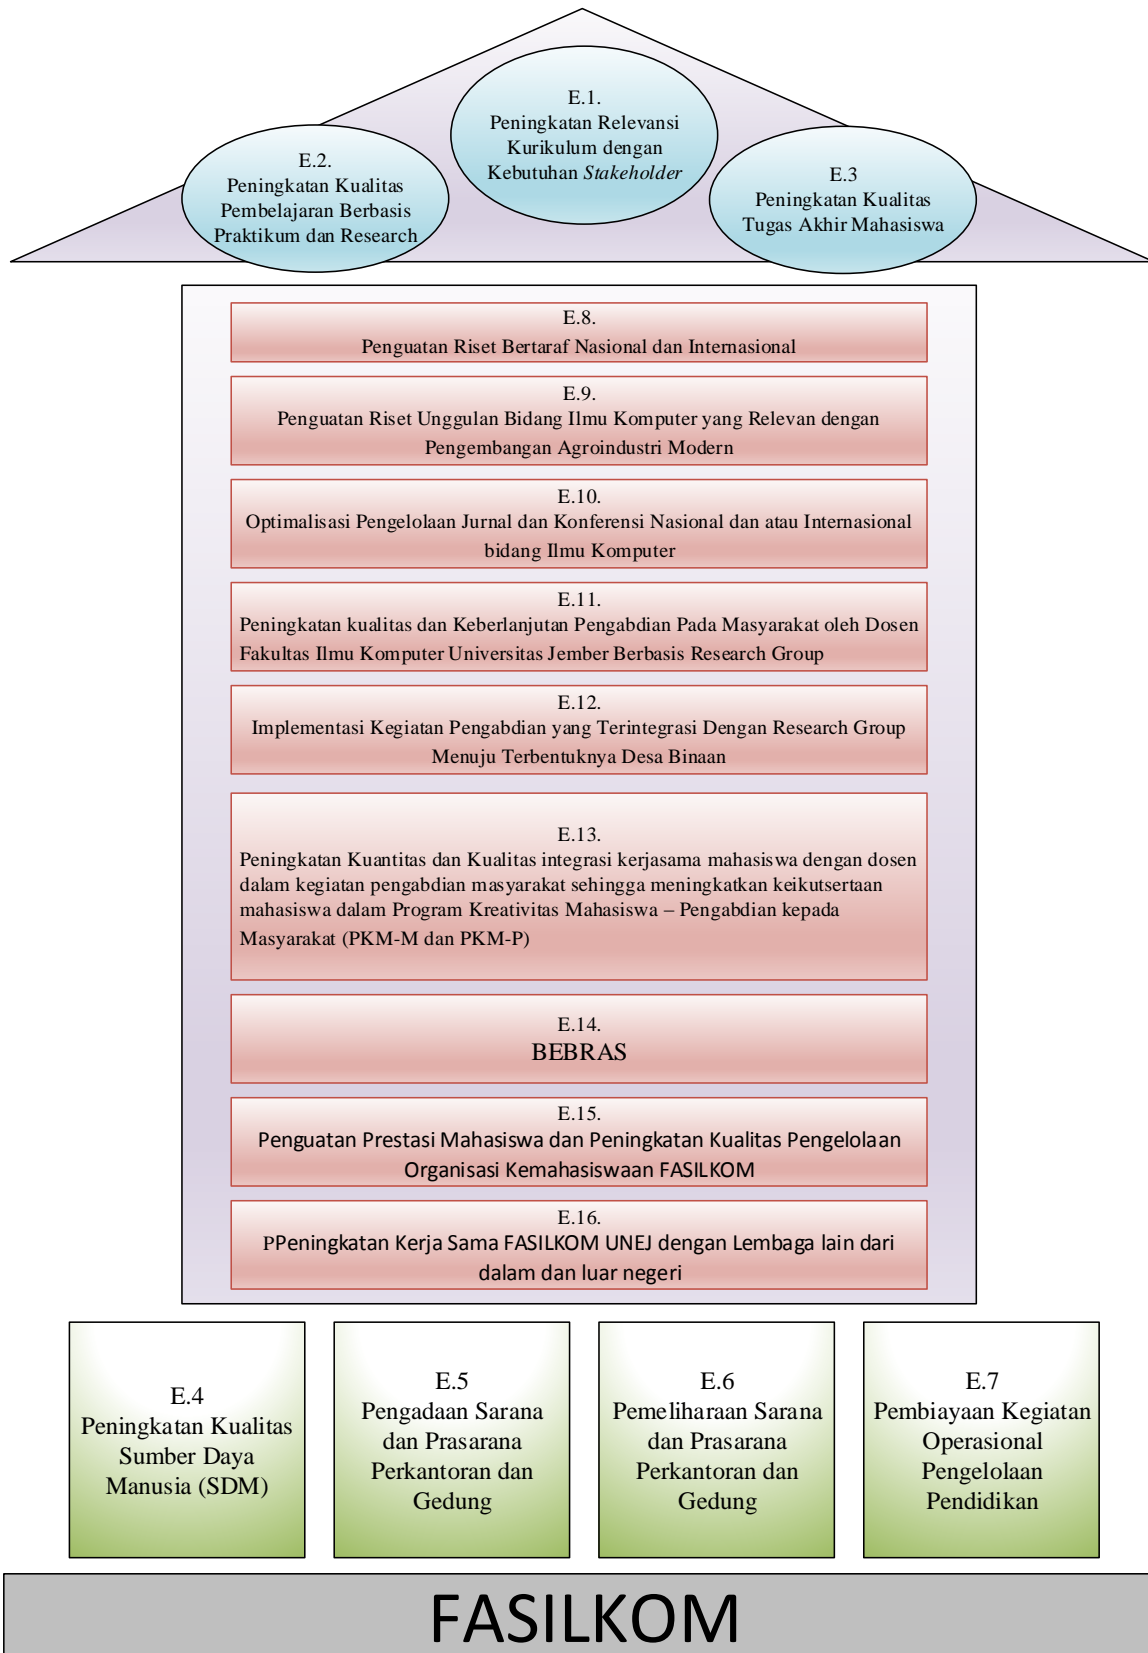 E.1.
Peningkatan Relevansi
Kurikulum dengan
Kebutuhan Stakeholder
E.2.
Peningkatan Kualitas
Pembelajaran Berbasis
Praktikum dan Research
E.3
Peningkatan Kualitas
Tugas Akhir Mahasiswa
E.8.
Penguatan Riset Bertaraf Nasional dan Internasional
E.9.
Penguatan Riset Unggulan Bidang Ilmu Komputer yang Relevan dengan
Pengembangan Agroindustri Modern
E.10.
Optimalisasi Pengelolaan Jurnal dan Konferensi Nasional dan atau Internasional
bidang Ilmu Komputer
E.11.
Peningkatan kualitas dan Keberlanjutan Pengabdian Pada Masyarakat oleh Dosen
Fakultas Ilmu Komputer Universitas Jember Berbasis Research Group
E.12.
Implementasi Kegiatan Pengabdian yang Terintegrasi Dengan Research Group
Menuju Terbentuknya Desa Binaan
E.13.
Peningkatan Kuantitas dan Kualitas integrasi kerjasama mahasiswa dengan dosen
dalam kegiatan pengabdian masyarakat sehingga meningkatkan keikutsertaan
mahasiswa dalam Program Kreativitas Mahasiswa – Pengabdian kepada
Masyarakat (PKM-M dan PKM-P)
E.14.
BEBRAS
E.15.
Penguatan Prestasi Mahasiswa dan Peningkatan Kualitas Pengelolaan
Organisasi Kemahasiswaan FASILKOM
E.16.
PPeningkatan Kerja Sama FASILKOM UNEJ dengan Lembaga lain dari
dalam dan luar negeri
E.4
Peningkatan Kualitas
Sumber Daya
Manusia (SDM)
E.5
Pengadaan Sarana
dan Prasarana
Perkantoran dan
Gedung
E.6
Pemeliharaan Sarana
dan Prasarana
Perkantoran dan
Gedung
E.7
Pembiayaan Kegiatan
Operasional
Pengelolaan
Pendidikan
FASILKOM